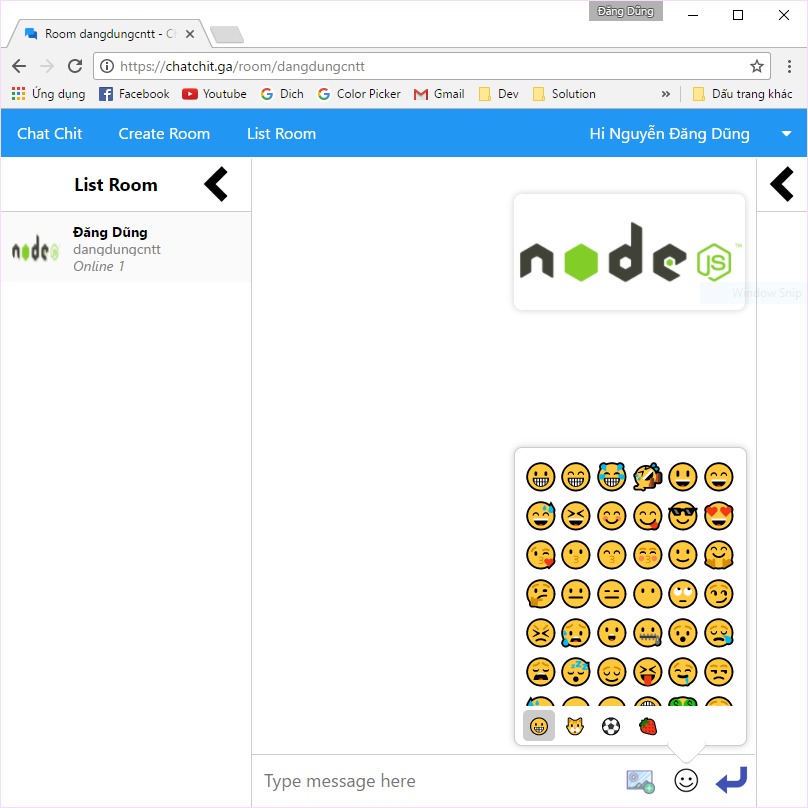 Đăng Dũng
Room dangdungcntt - Ch
https://chatchit.ga/room/dangdungcntt
Ứng dụng Facebook Youtube Dich Color Picker Gmail Dev Solution » Dấu trang khác
Chat Chit Create Room List Room Hi Nguyễn Đăng Dũng
List Room
Đăng Dũng
dangdungcntt
Online 1
node
JS
™
Window Snip
Type message here